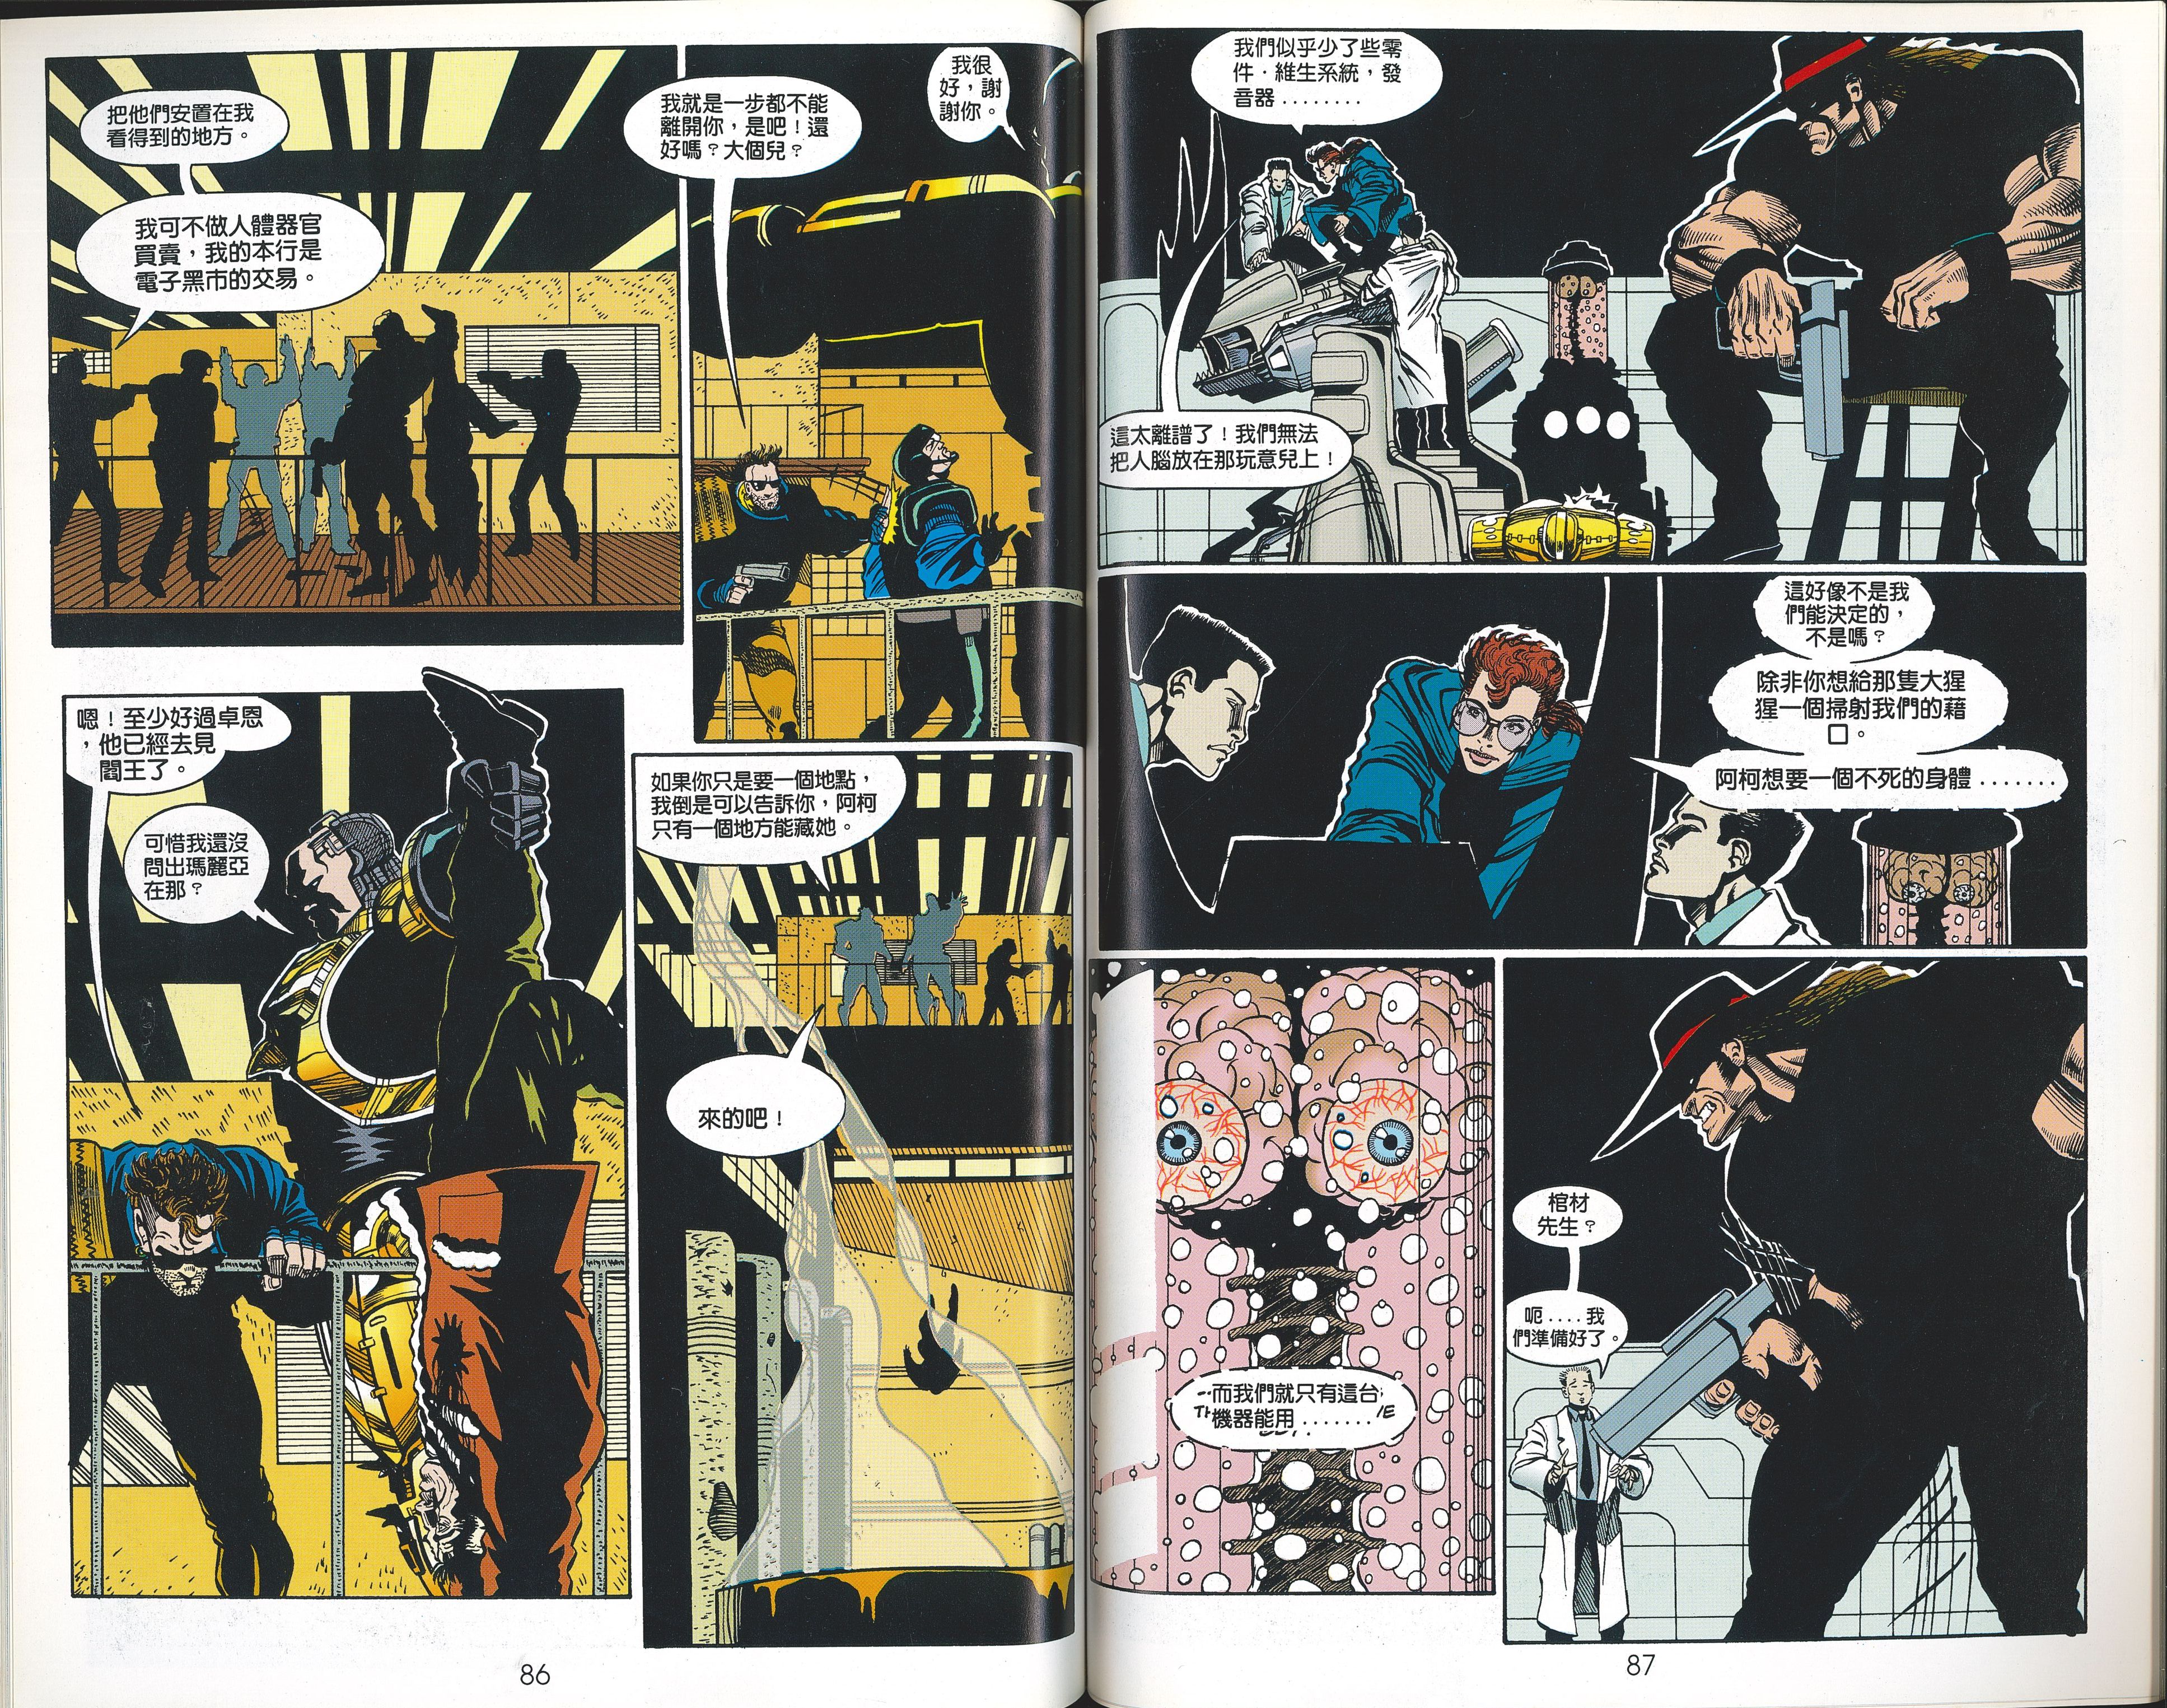 把他們安置在我
看得到的地方。
我可不做人體器官
買賣，我的本行是
電子黑市的交易。
我就是一步都不能
離開你，是吧！還
好嗎？大個兒？
我很
好，謝
謝你。
嗯！至少好過卓恩
，他已經去見
閻王了。
可惜我還沒
問出瑪麗亞
在那？
如果你只是要一個地點，
我倒是可以告訴你，阿柯
只有一個地方能藏她。
來的吧！
86
我們似乎少了些零
件．維生系統，發
音器........
這太離譜了！我們無法
把人腦放在那玩意兒上！
這好像不是我
們能決定的，
不是嗎？
除非你想給那隻大猩
猩一個掃射我們的藉
口。
阿柯想要一個不死的身體.......
--而我們就只有這台
機器能用.......
棺材
先生？
呃....我
們準備好了。
87